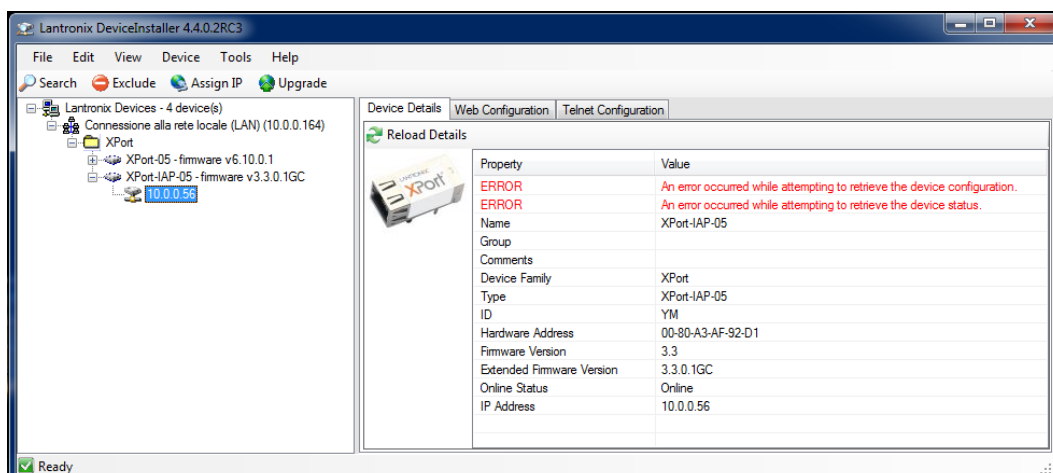 Lantronix DeviceInstaller 4.4.0.2RC3
File Edit View Device Tools Help
Search Exclude Assign IP Upgrade
Lantronix Devices - 4 device(s)
Connessione alla rete locale (LAN) (10.0.0.164)
XPort
XPort-05 - firmware v6.10.0.1
XPort-IAP-05 - firmware v3.3.0.1GC
10.0.0.56
Device Details Web Configuration Telnet Configuration
Reload Details
LANTRONIX
XPort
Property Value
ERROR An error occurred while attempting to retrieve the device configuration.
ERROR An error occurred while attempting to retrieve the device status.
Name XPort-IAP-05
Group
Comments
Device Family XPort
Type XPort-IAP-05
ID YM
Hardware Address 00-80-A3-AF-92-D1
Firmware Version 3.3
Extended Firmware Version 3.3.0.1GC
Online Status Online
IP Address 10.0.0.56
Ready